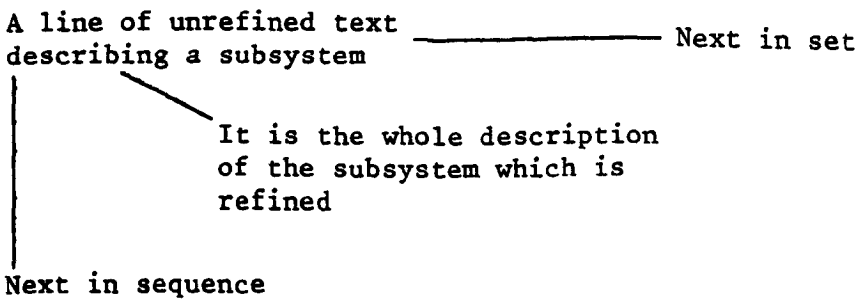 A line of unrefined text
describing a subsystem
Next in set
It is the whole description
of the subsystem which is
refined
Next in sequence